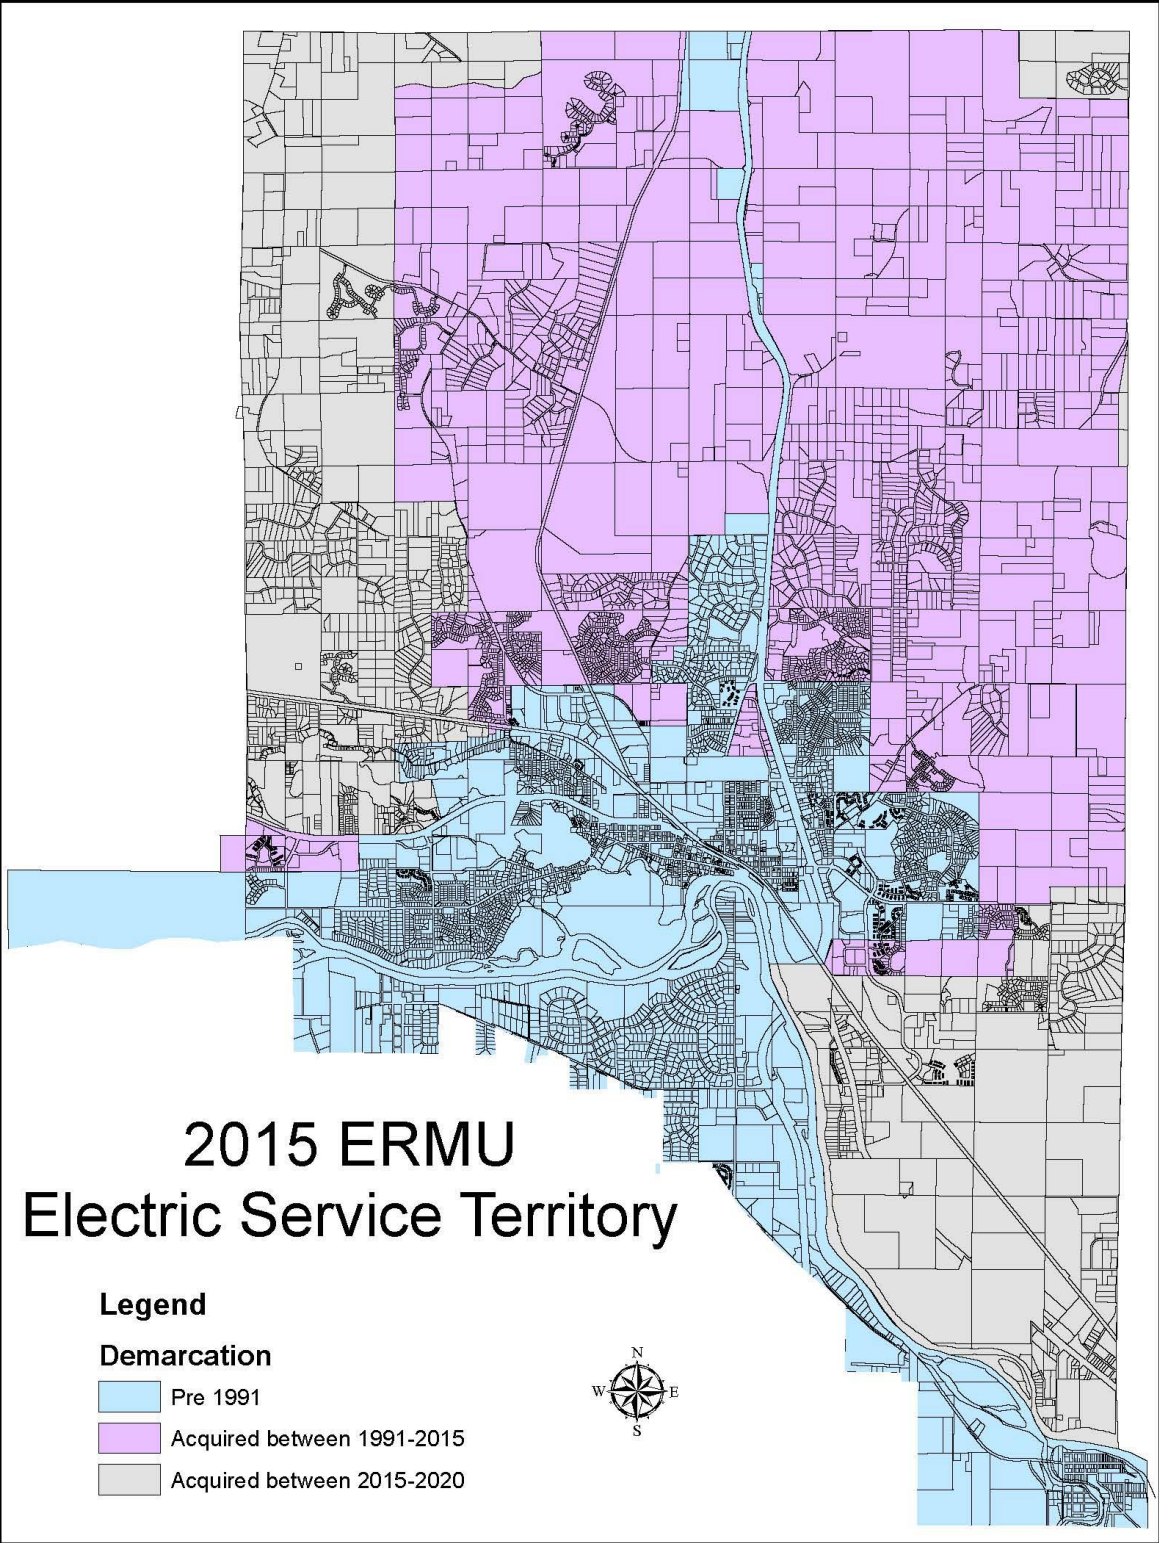 2015 ERMU
Electric Service Territory
Legend
Demarcation
Pre 1991
Acquired between 1991-2015
Acquired between 2015-2020
N
W
E
S